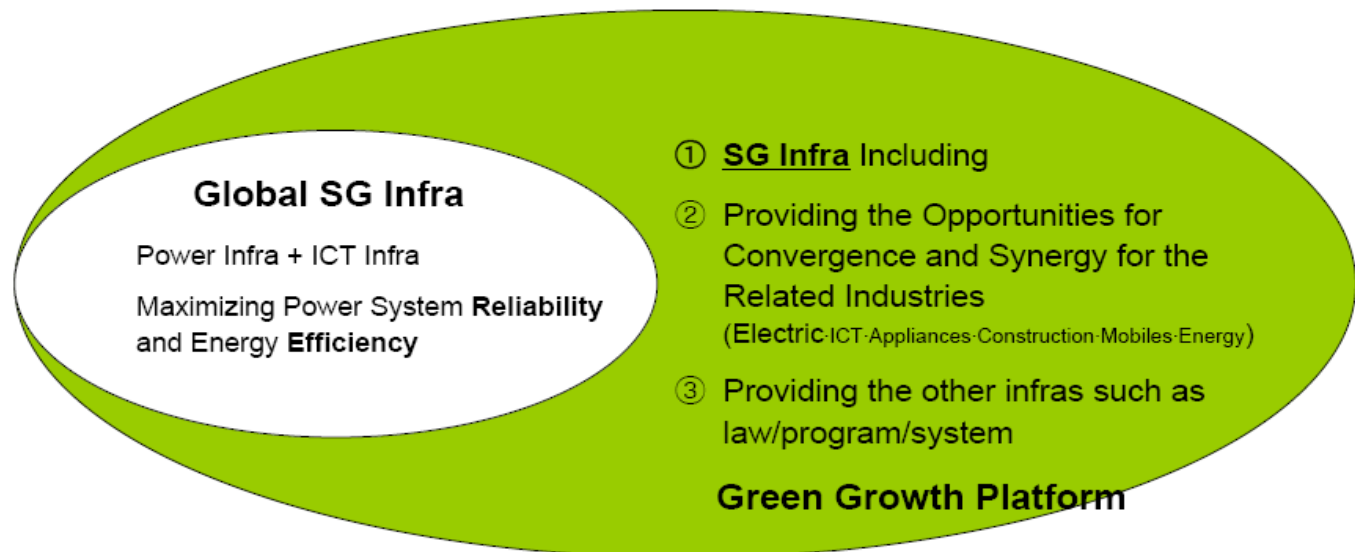 Global SG Infra
Power Infra + ICT Infra
Maximizing Power System Reliability
and Energy Efficiency
① SG Infra Including
② Providing the Opportunities for
Convergence and Synergy for the
Related Industries
(Electric·ICT·Appliances·Construction·Mobiles·Energy)
③ Providing the other infras such as
law/program/system
Green Growth Platform